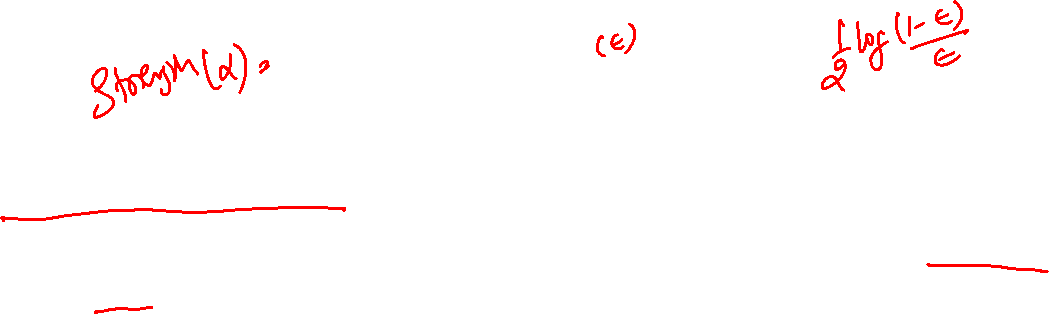 Strength(α) = (ε) 1/2 log (1-ε)/ε